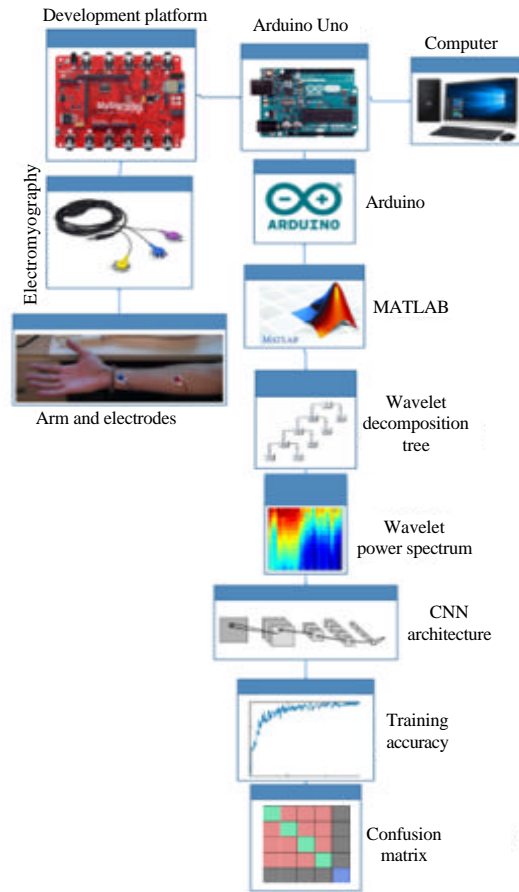 Development platform
Arduino Uno
Computer
Electromyography
ARDUINO
Arduino
MATLAB
MATLAB
Arm and electrodes
Wavelet
decomposition
tree
Wavelet
power spectrum
CNN
architecture
Training
accuracy
Confusion
matrix